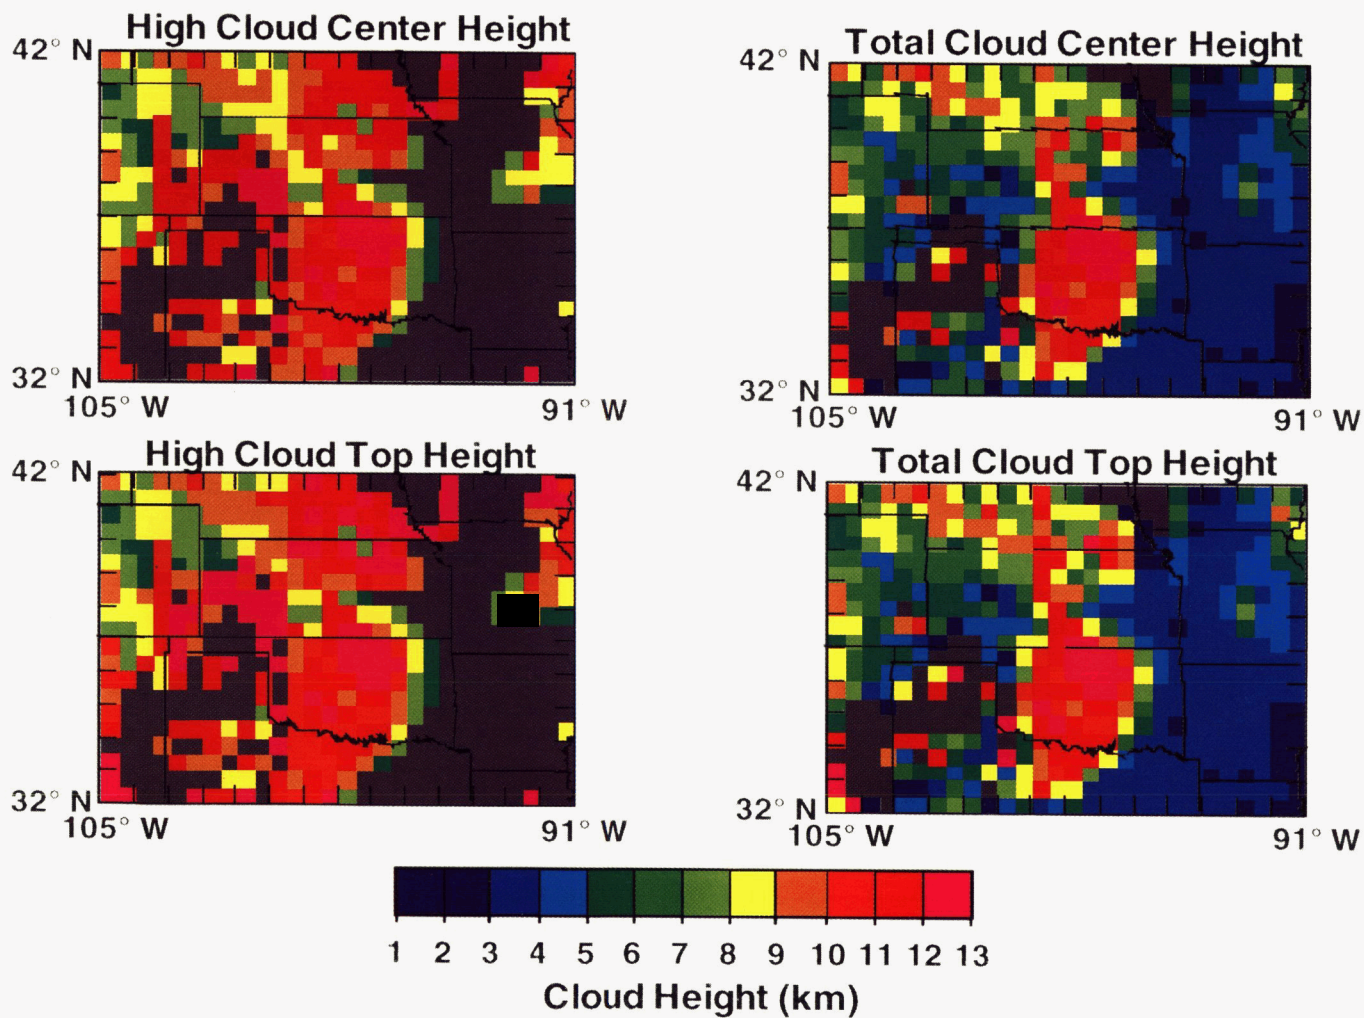 High Cloud Center Height
42° N
32° N
105° W
91° W
Total Cloud Center Height
42° N
32° N
105° W
91° W
High Cloud Top Height
42° N
32° N
105° W
91° W
Total Cloud Top Height
42° N
32° N
105° W
91° W
1 2 3 4 5 6 7 8 9 10 11 12 13
Cloud Height (km)